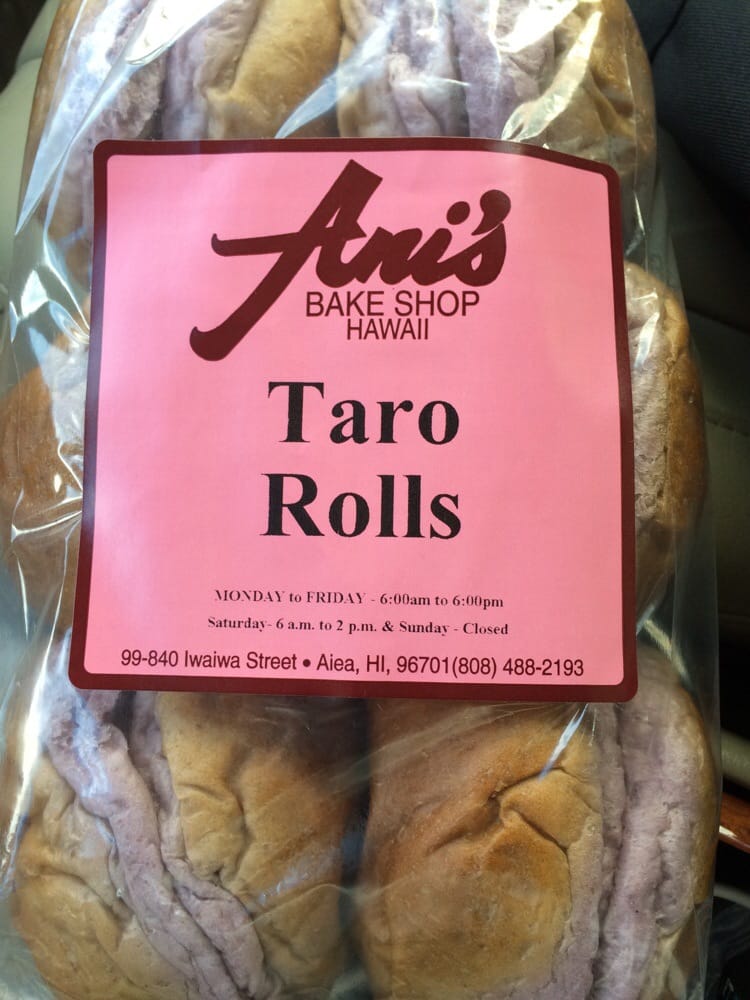 Ani's
BAKE SHOP
HAWAII
Taro
Rolls
MONDAY to FRIDAY - 6:00am to 6:00pm
Saturday- 6 a.m. to 2 p.m. & Sunday - Closed
99-840 Iwaiwa Street • Aiea, HI, 96701(808) 488-2193